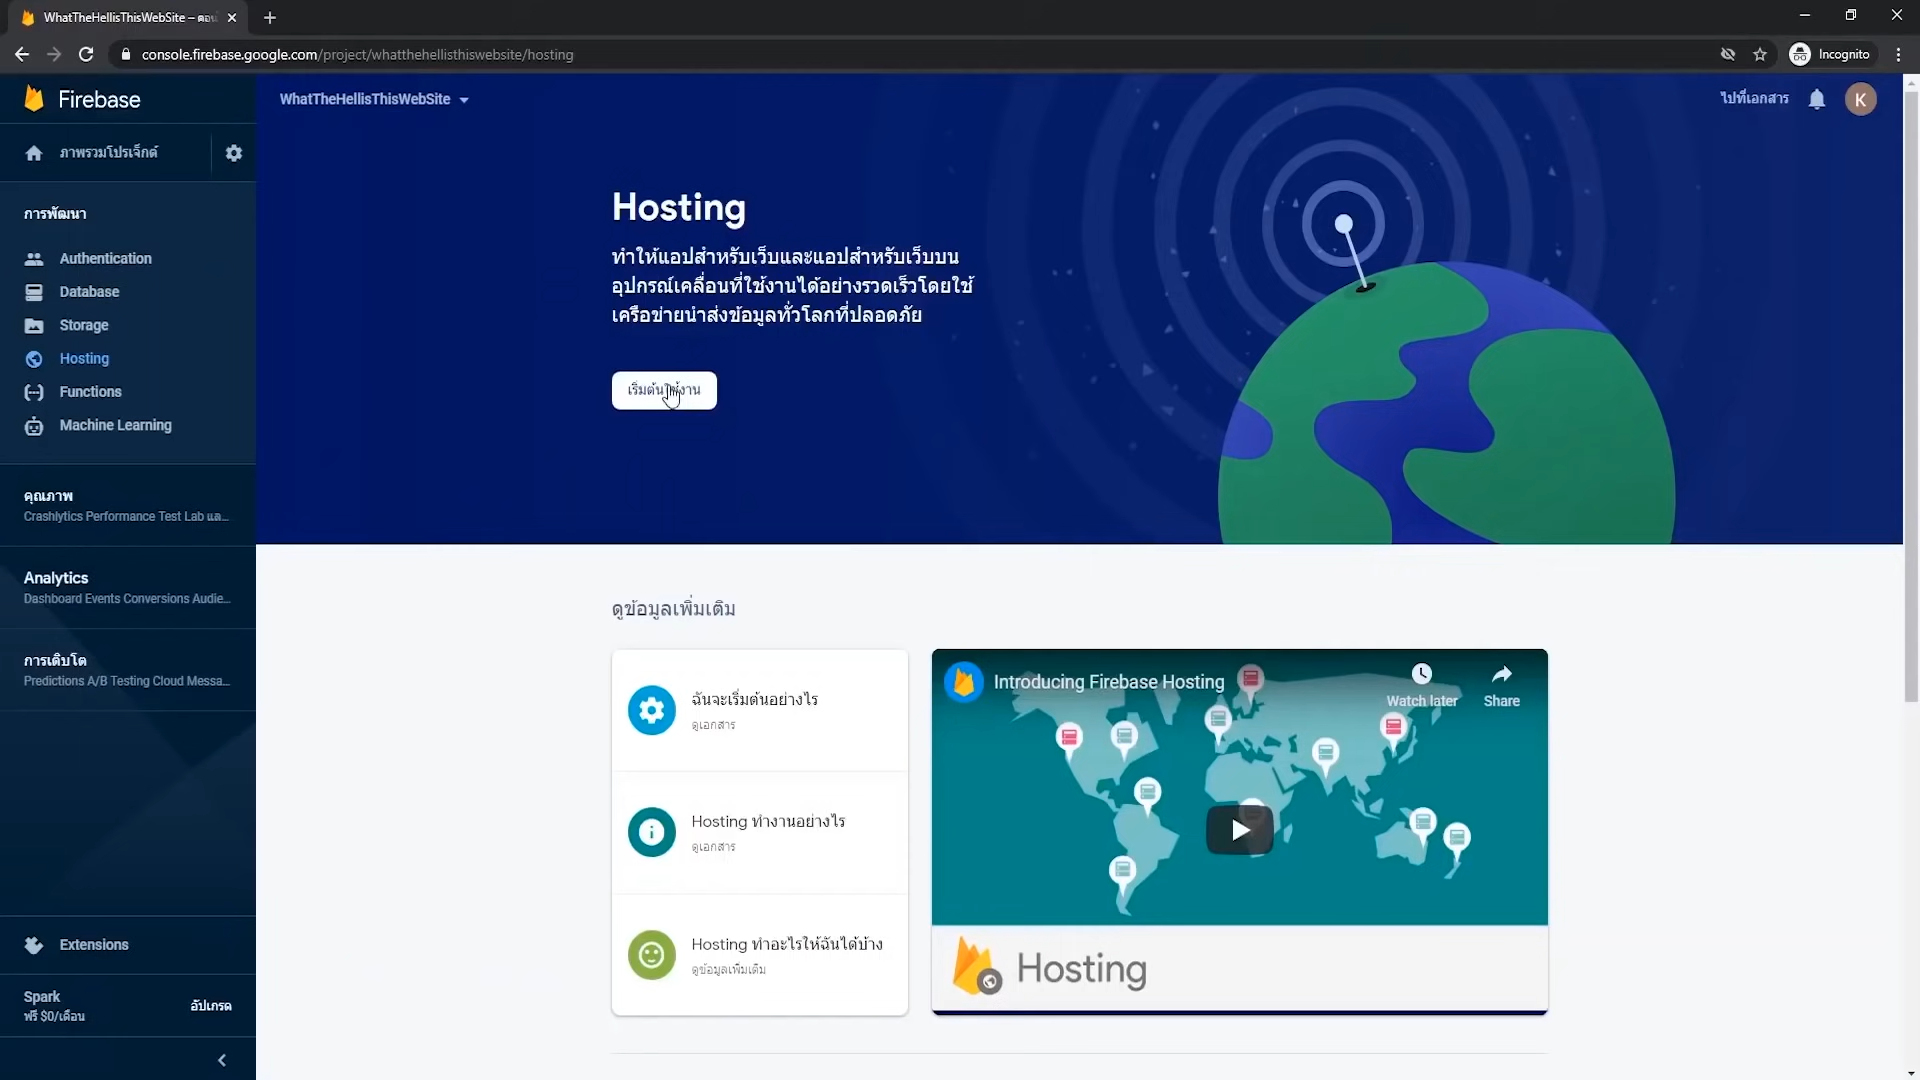 WhatTheHellisThisWebSite – ตอน
console.firebase.google.com/project/whatthehellisthiswebsite/hosting
Incognito
Firebase
WhatTheHellisThisWebSite
ไปที่เอกสาร
K
ภาพรวมโปรเจ็กต์
การพัฒนา
Authentication
Database
Storage
Hosting
Functions
Machine Learning
คุณภาพ
Crashlytics Performance Test Lab แล...
Analytics
Dashboard Events Conversions Audie...
การเติบโต
Predictions A/B Testing Cloud Messa...
Extensions
Spark
ฟรี $0/เดือน
อัปเกรด
Hosting
ทำให้แอปสำหรับเว็บและแอปสำหรับเว็บบน
อุปกรณ์เคลื่อนที่ใช้งานได้อย่างรวดเร็วโดยใช้
เครือข่ายนำส่งข้อมูลทั่วโลกที่ปลอดภัย
เริ่มต้นใช้งาน
ดูข้อมูลเพิ่มเติม
ฉันจะเริ่มต้นอย่างไร
ดูเอกสาร
Hosting ทำงานอย่างไร
ดูเอกสาร
Hosting ทำอะไรให้ฉันได้บ้าง
ดูข้อมูลเพิ่มเติม
Introducing Firebase Hosting
Watch later
Share
Hosting